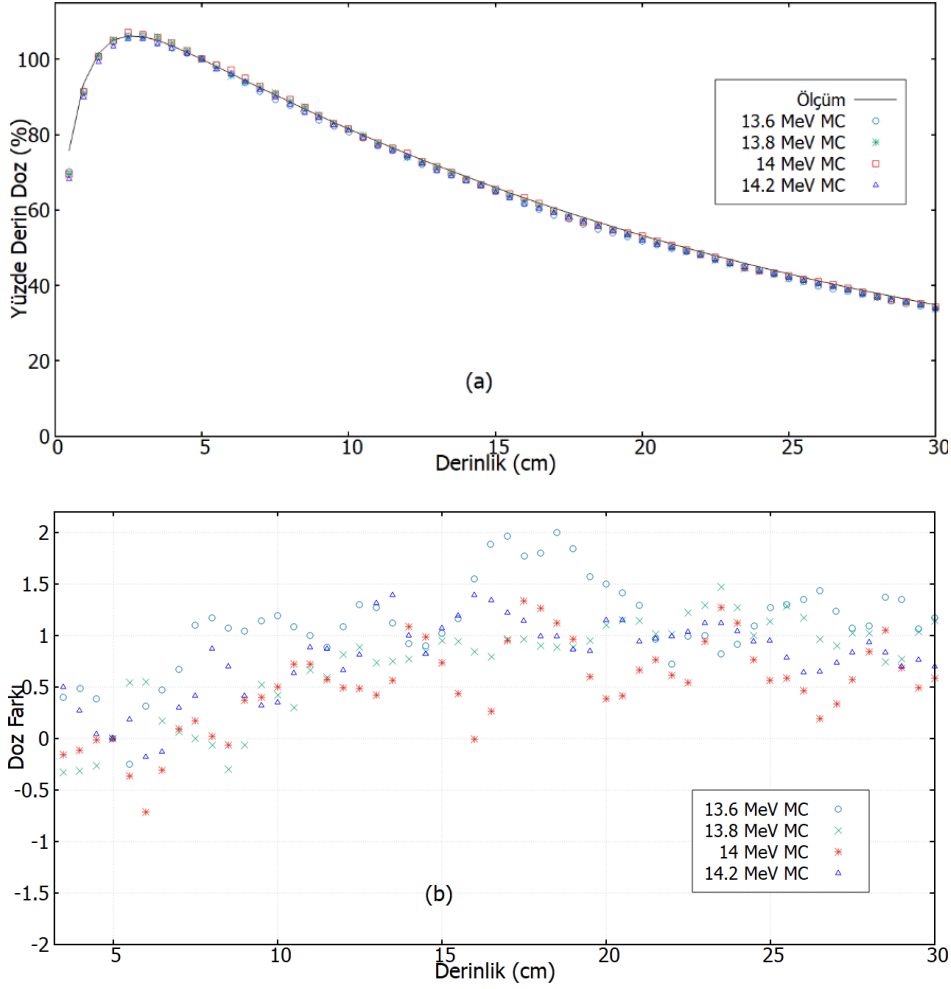 100
80
60
40
20
0
Yüzde Derin Doz (%)
Ölçüm
13.6 MeV MC
13.8 MeV MC
14 MeV MC
14.2 MeV MC
(a)
0 5 10 15 20 25 30
Derinlik (cm)
2
1.5
1
0.5
0
-0.5
-1
-1.5
-2
Doz Farkı
13.6 MeV MC
13.8 MeV MC
14 MeV MC
14.2 MeV MC
(b)
5 10 15 20 25 30
Derinlik (cm)